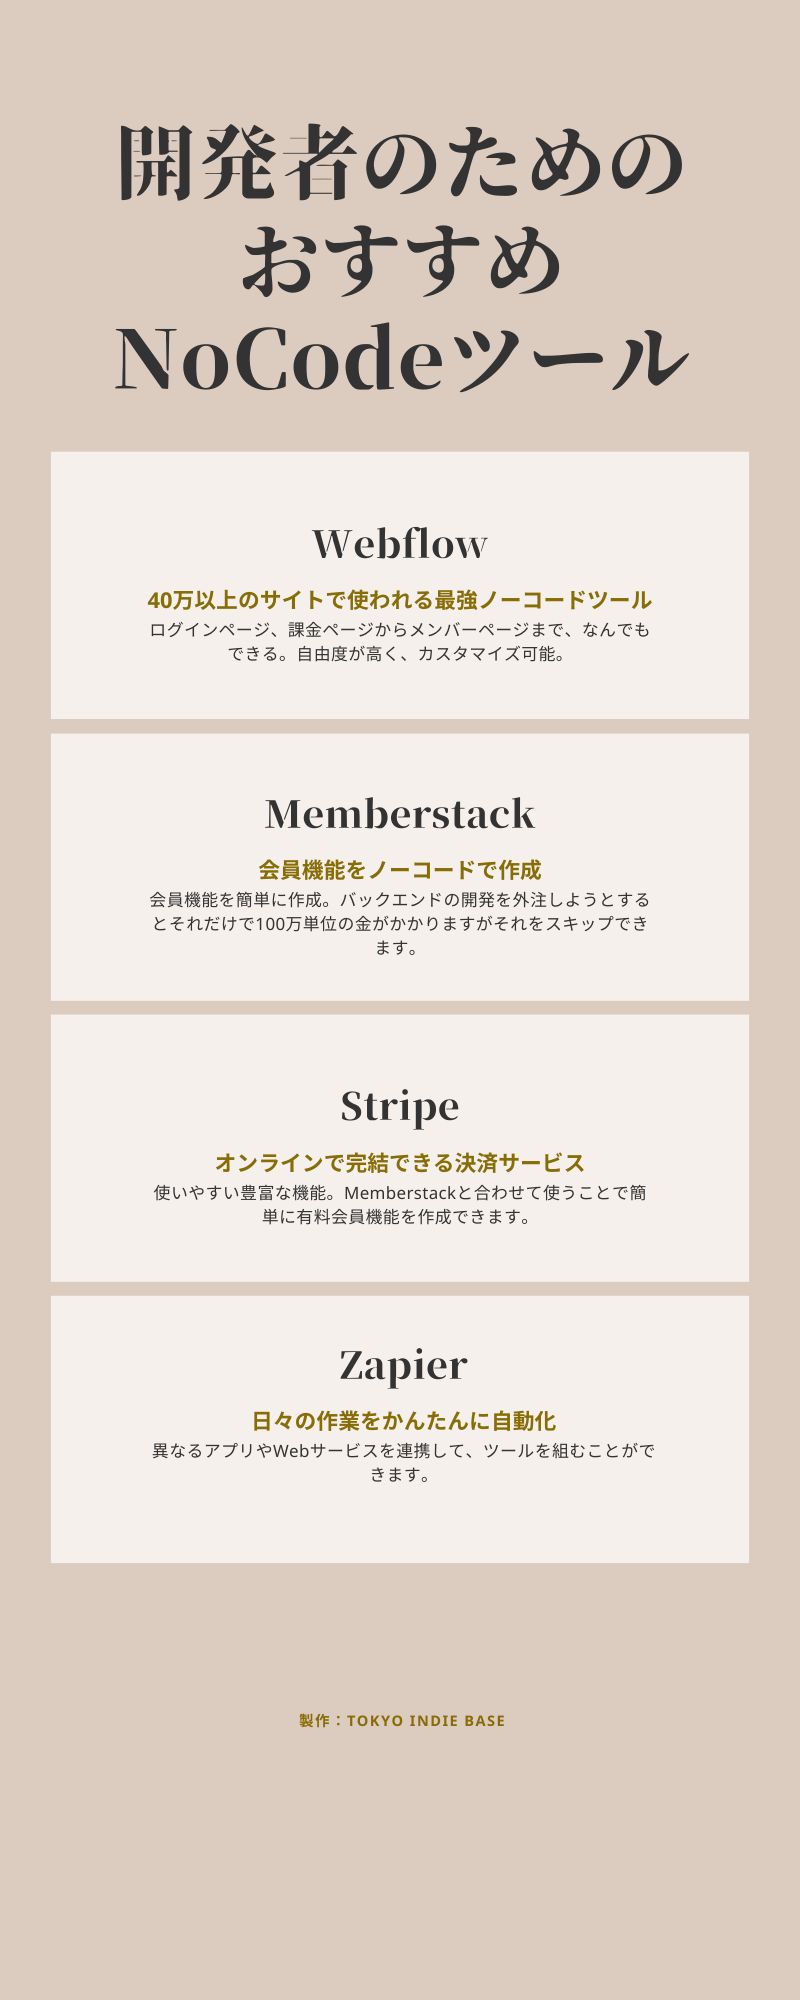 開発者のための
おすすめ
NoCodeツール
Webflow
40万以上のサイトで使われる最強ノーコードツール
ログインページ、課金ページからメンバーページまで、なんでも
できる。自由度が高く、カスタマイズ可能。
Memberstack
会員機能をノーコードで作成
会員機能を簡単に作成。バックエンドの開発を外注しようとする
とそれだけで100万単位の金がかかりますがそれをスキップでき
ます。
Stripe
オンラインで完結できる決済サービス
使いやすい豊富な機能。Memberstackと合わせて使うことで簡
単に有料会員機能を作成できます。
Zapier
日々の作業をかんたんに自動化
異なるアプリやWebサービスを連携して、ツールを組むことがで
きます。
製作：TOKYO INDIE BASE